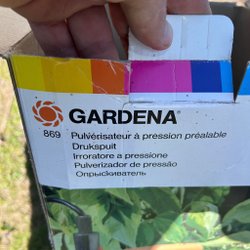 GARDENA®
869
Pulvérisateur à pression préalable
Drukspuit
Irroratore a pressione
Pulverizador de pressão
Опрыскиватель